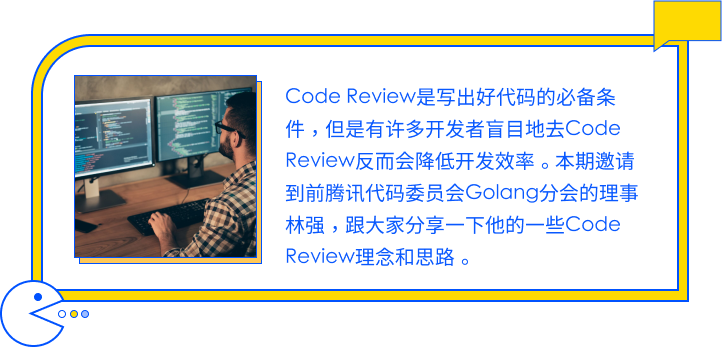 Code Review是写出好代码的必备条
件，但是有许多开发者盲目地去Code
Review反而会降低开发效率。本期邀请
到前腾讯代码委员会Golang分会的理事
林强，跟大家分享一下他的一些Code
Review理念和思路。